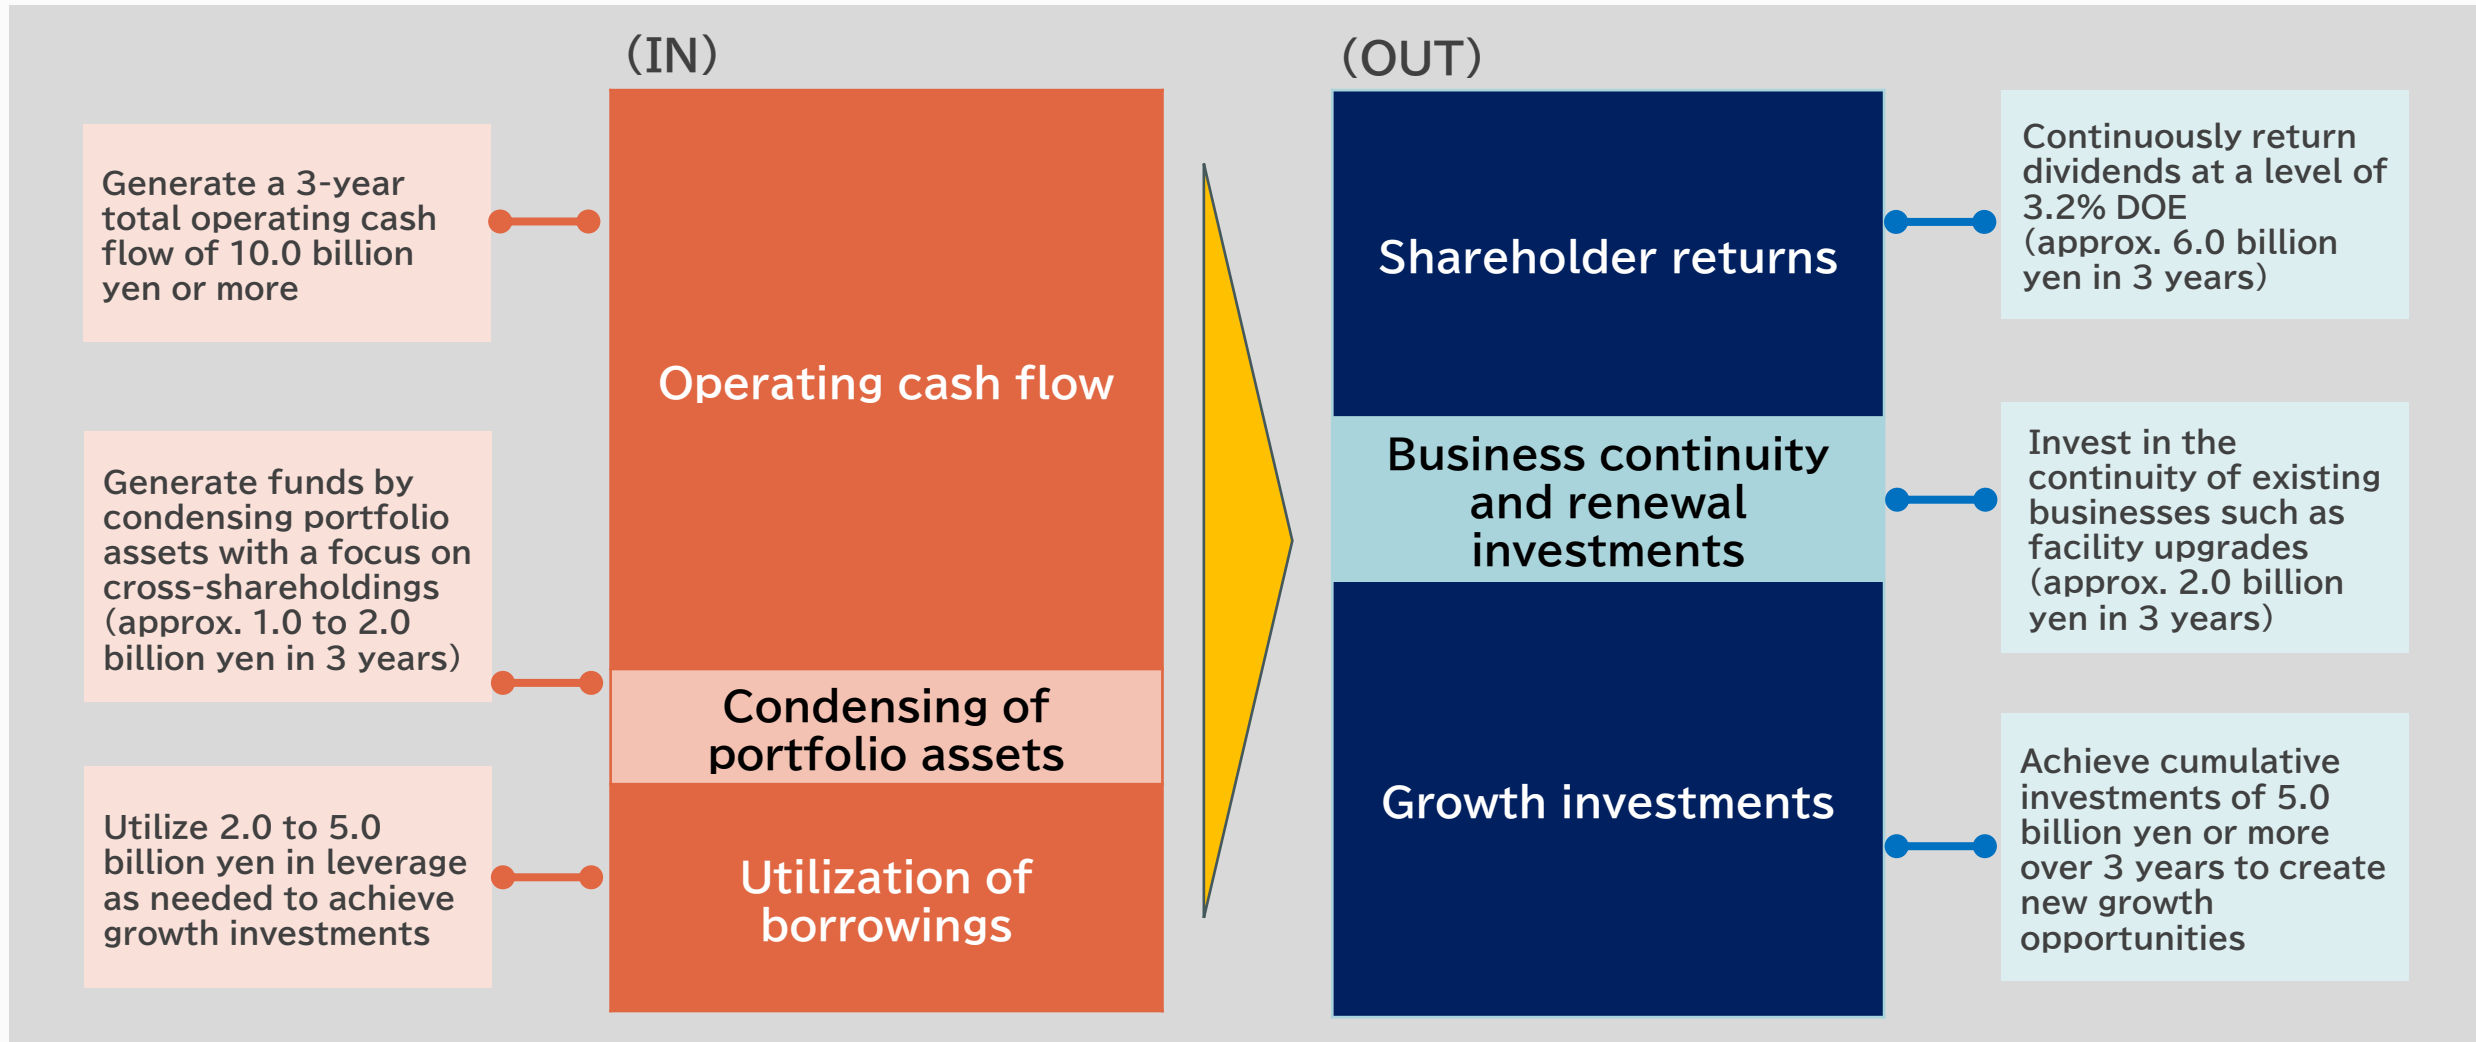 (IN)
Generate a 3-year
total operating cash
flow of 10.0 billion
yen or more
Generate funds by
condensing portfolio
assets with a focus on
cross-shareholdings
(approx. 1.0 to 2.0
billion yen in 3 years)
Utilize 2.0 to 5.0
billion yen in leverage
as needed to achieve
growth investments
Operating cash flow
Condensing of
portfolio assets
Utilization of
borrowings
(OUT)
Shareholder returns
Business continuity
and renewal
investments
Growth investments
Continuously return
dividends at a level of
3.2% DOE
(approx. 6.0 billion
yen in 3 years)
Invest in the
continuity of existing
businesses such as
facility upgrades
(approx. 2.0 billion
yen in 3 years)
Achieve cumulative
investments of 5.0
billion yen or more
over 3 years to create
new growth
opportunities